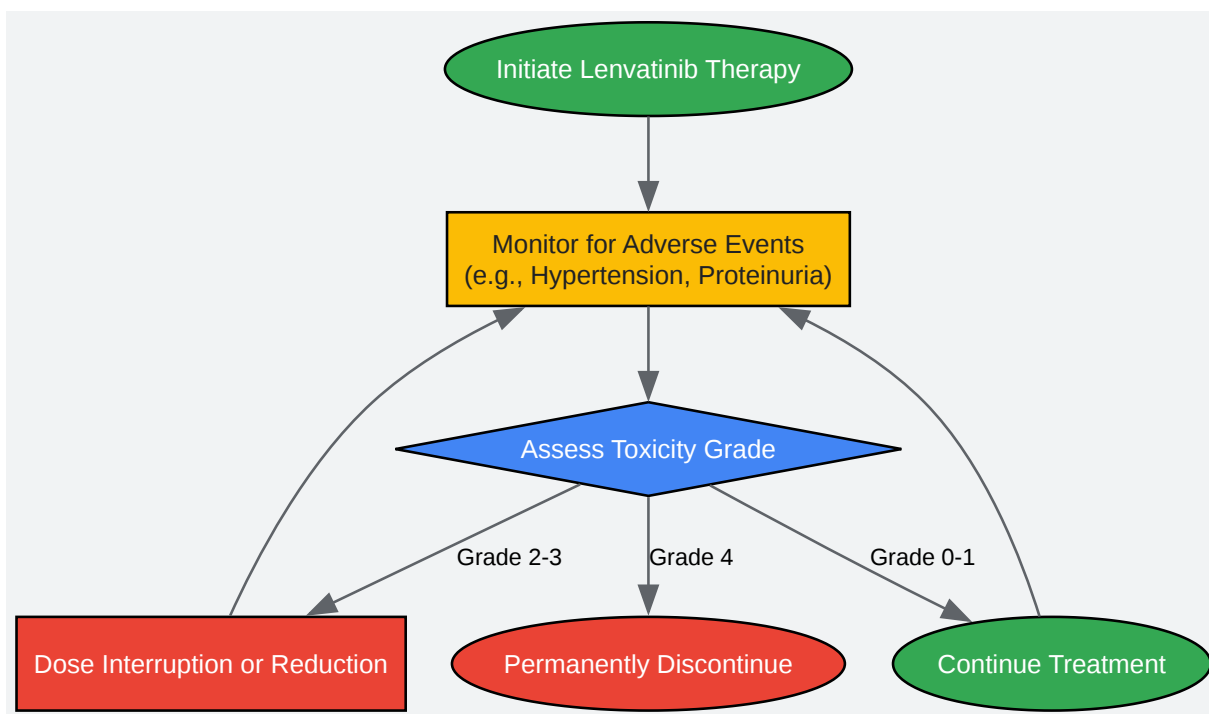 Initiate Lenvatinib Therapy
Monitor for Adverse Events
(e.g., Hypertension, Proteinuria)
Assess Toxicity Grade
Grade 2-3
Grade 4
Grade 0-1
Dose Interruption or Reduction
Permanently Discontinue
Continue Treatment